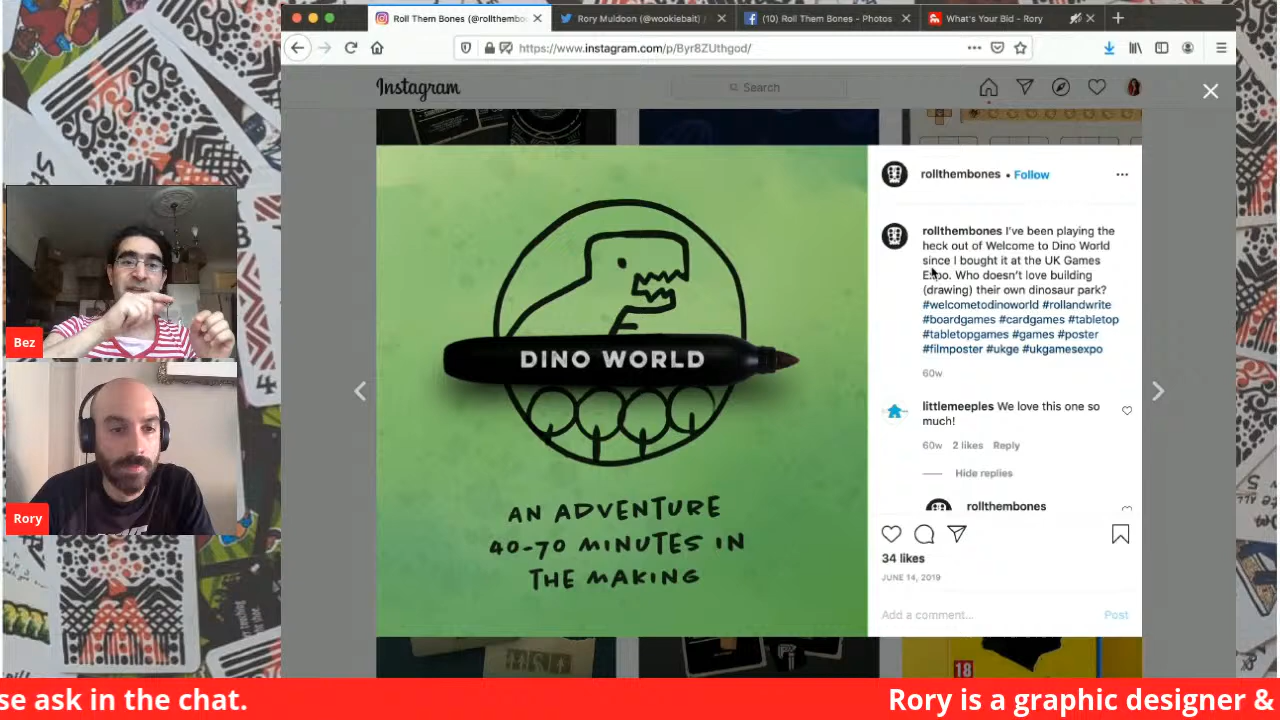 Roll Them Bones (@rollthembo
Rory Muldoon (@wookiebait) /
(10) Roll Them Bones - Photos
What's Your Bid - Rory
https://www.instagram.com/p/Byr8ZUthgod/
Instagram
Search
rollthembones • Follow
DINO WORLD
AN ADVENTURE
40-70 MINUTES IN
THE MAKING
rollthembones I've been playing the
heck out of Welcome to Dino World
since I bought it at the UK Games
Expo. Who doesn't love building
(drawing) their own dinosaur park?
#welcometodinoworld #rollandwrite
#boardgames #cardgames #tabletop
#tabletopgames #games #poster
#filmposter #ukge #ukgamesexpo
60w
littlemeeples We love this one so
much!
60w 2 likes Reply
Hide replies
rollthembones
34 likes
JUNE 14, 2019
Add a comment... Post
18
Bez
Rory
se ask in the chat.
Rory is a graphic designer &